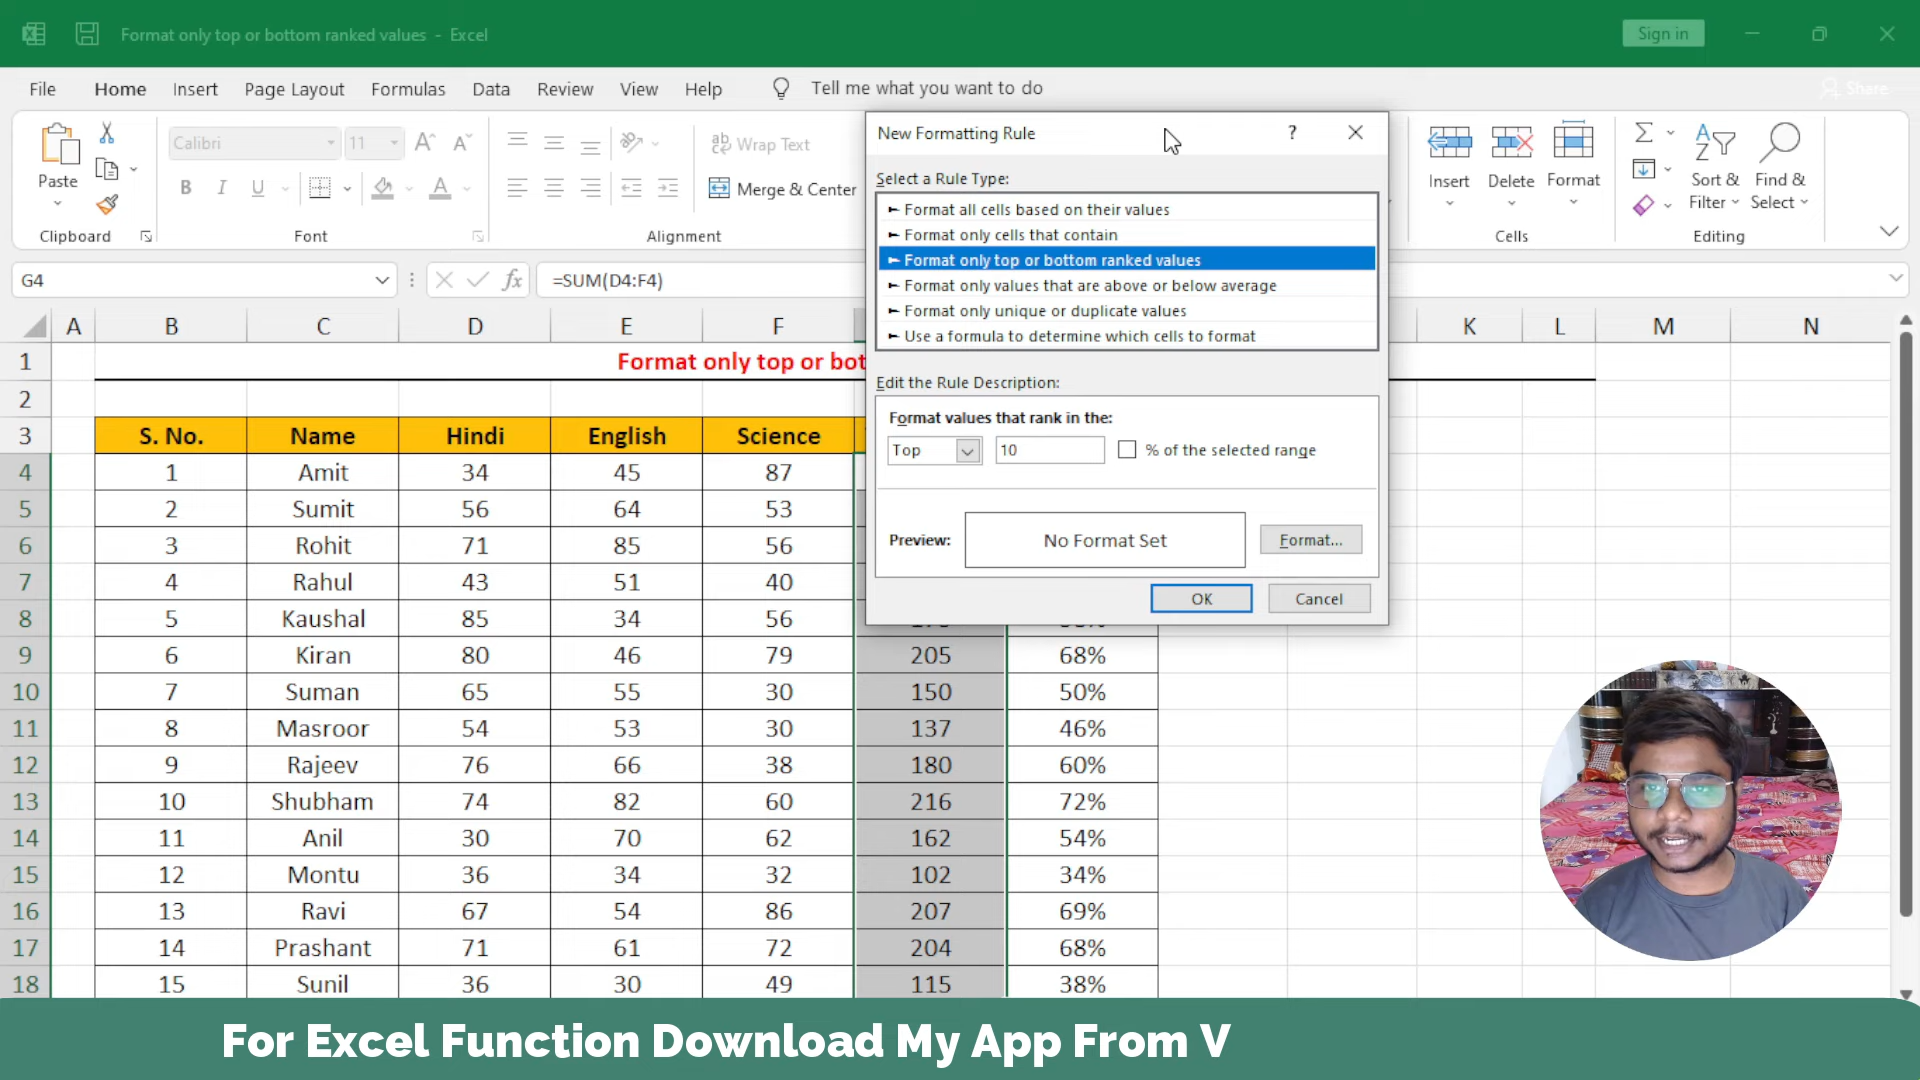 Format only top or bottom ranked values - Excel
Sign in
File Home Insert Page Layout Formulas Data Review View Help Tell me what you want to do
Share
Paste
Clipboard
Calibri 11
B I U
Font
ab Wrap Text
Merge & Center
Alignment
Insert Delete Format
Cells
Sort & Filter
Find & Select
Editing
G4
fx =SUM(D4:F4)
New Formatting Rule ?
Select a Rule Type:
Format all cells based on their values
Format only cells that contain
Format only top or bottom ranked values
Format only values that are above or below average
Format only unique or duplicate values
Use a formula to determine which cells to format
Edit the Rule Description:
Format values that rank in the:
Top 10 % of the selected range
Preview: No Format Set Format...
OK Cancel
A B C D E F K L M N
1 Format only top or bot
2
3 S. No. Name Hindi English Science
4 1 Amit 34 45 87
5 2 Sumit 56 64 53
6 3 Rohit 71 85 56
7 4 Rahul 43 51 40
8 5 Kaushal 85 34 56
9 6 Kiran 80 46 79 205 68%
10 7 Suman 65 55 30 150 50%
11 8 Masroor 54 53 30 137 46%
12 9 Rajeev 76 66 38 180 60%
13 10 Shubham 74 82 60 216 72%
14 11 Anil 30 70 62 162 54%
15 12 Montu 36 34 32 102 34%
16 13 Ravi 67 54 86 207 69%
17 14 Prashant 71 61 72 204 68%
18 15 Sunil 36 30 49 115 38%
For Excel Function Download My App From V